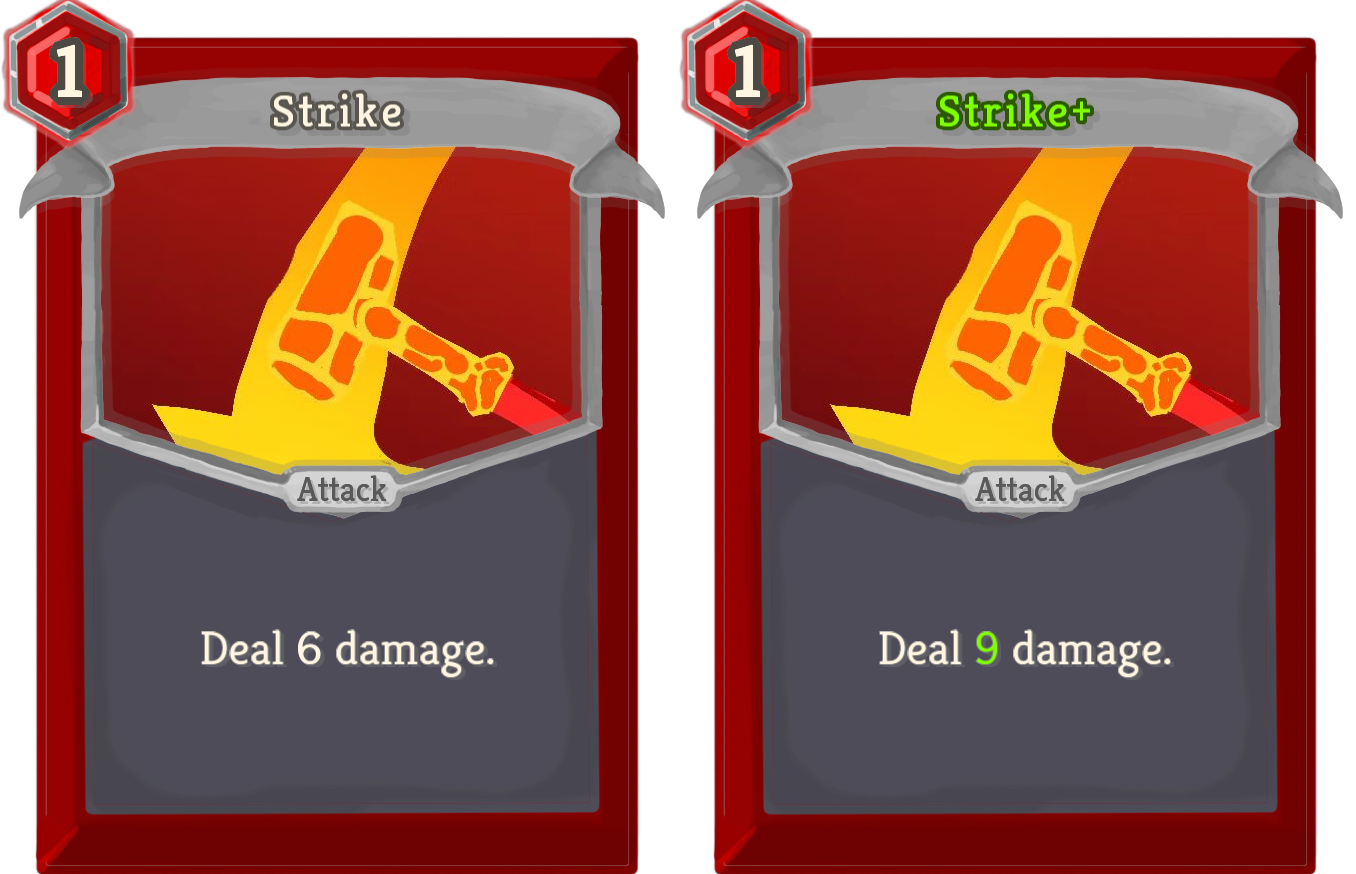 1
Strike
Attack
Deal 6 damage.
1
Strike+
Attack
Deal 9 damage.